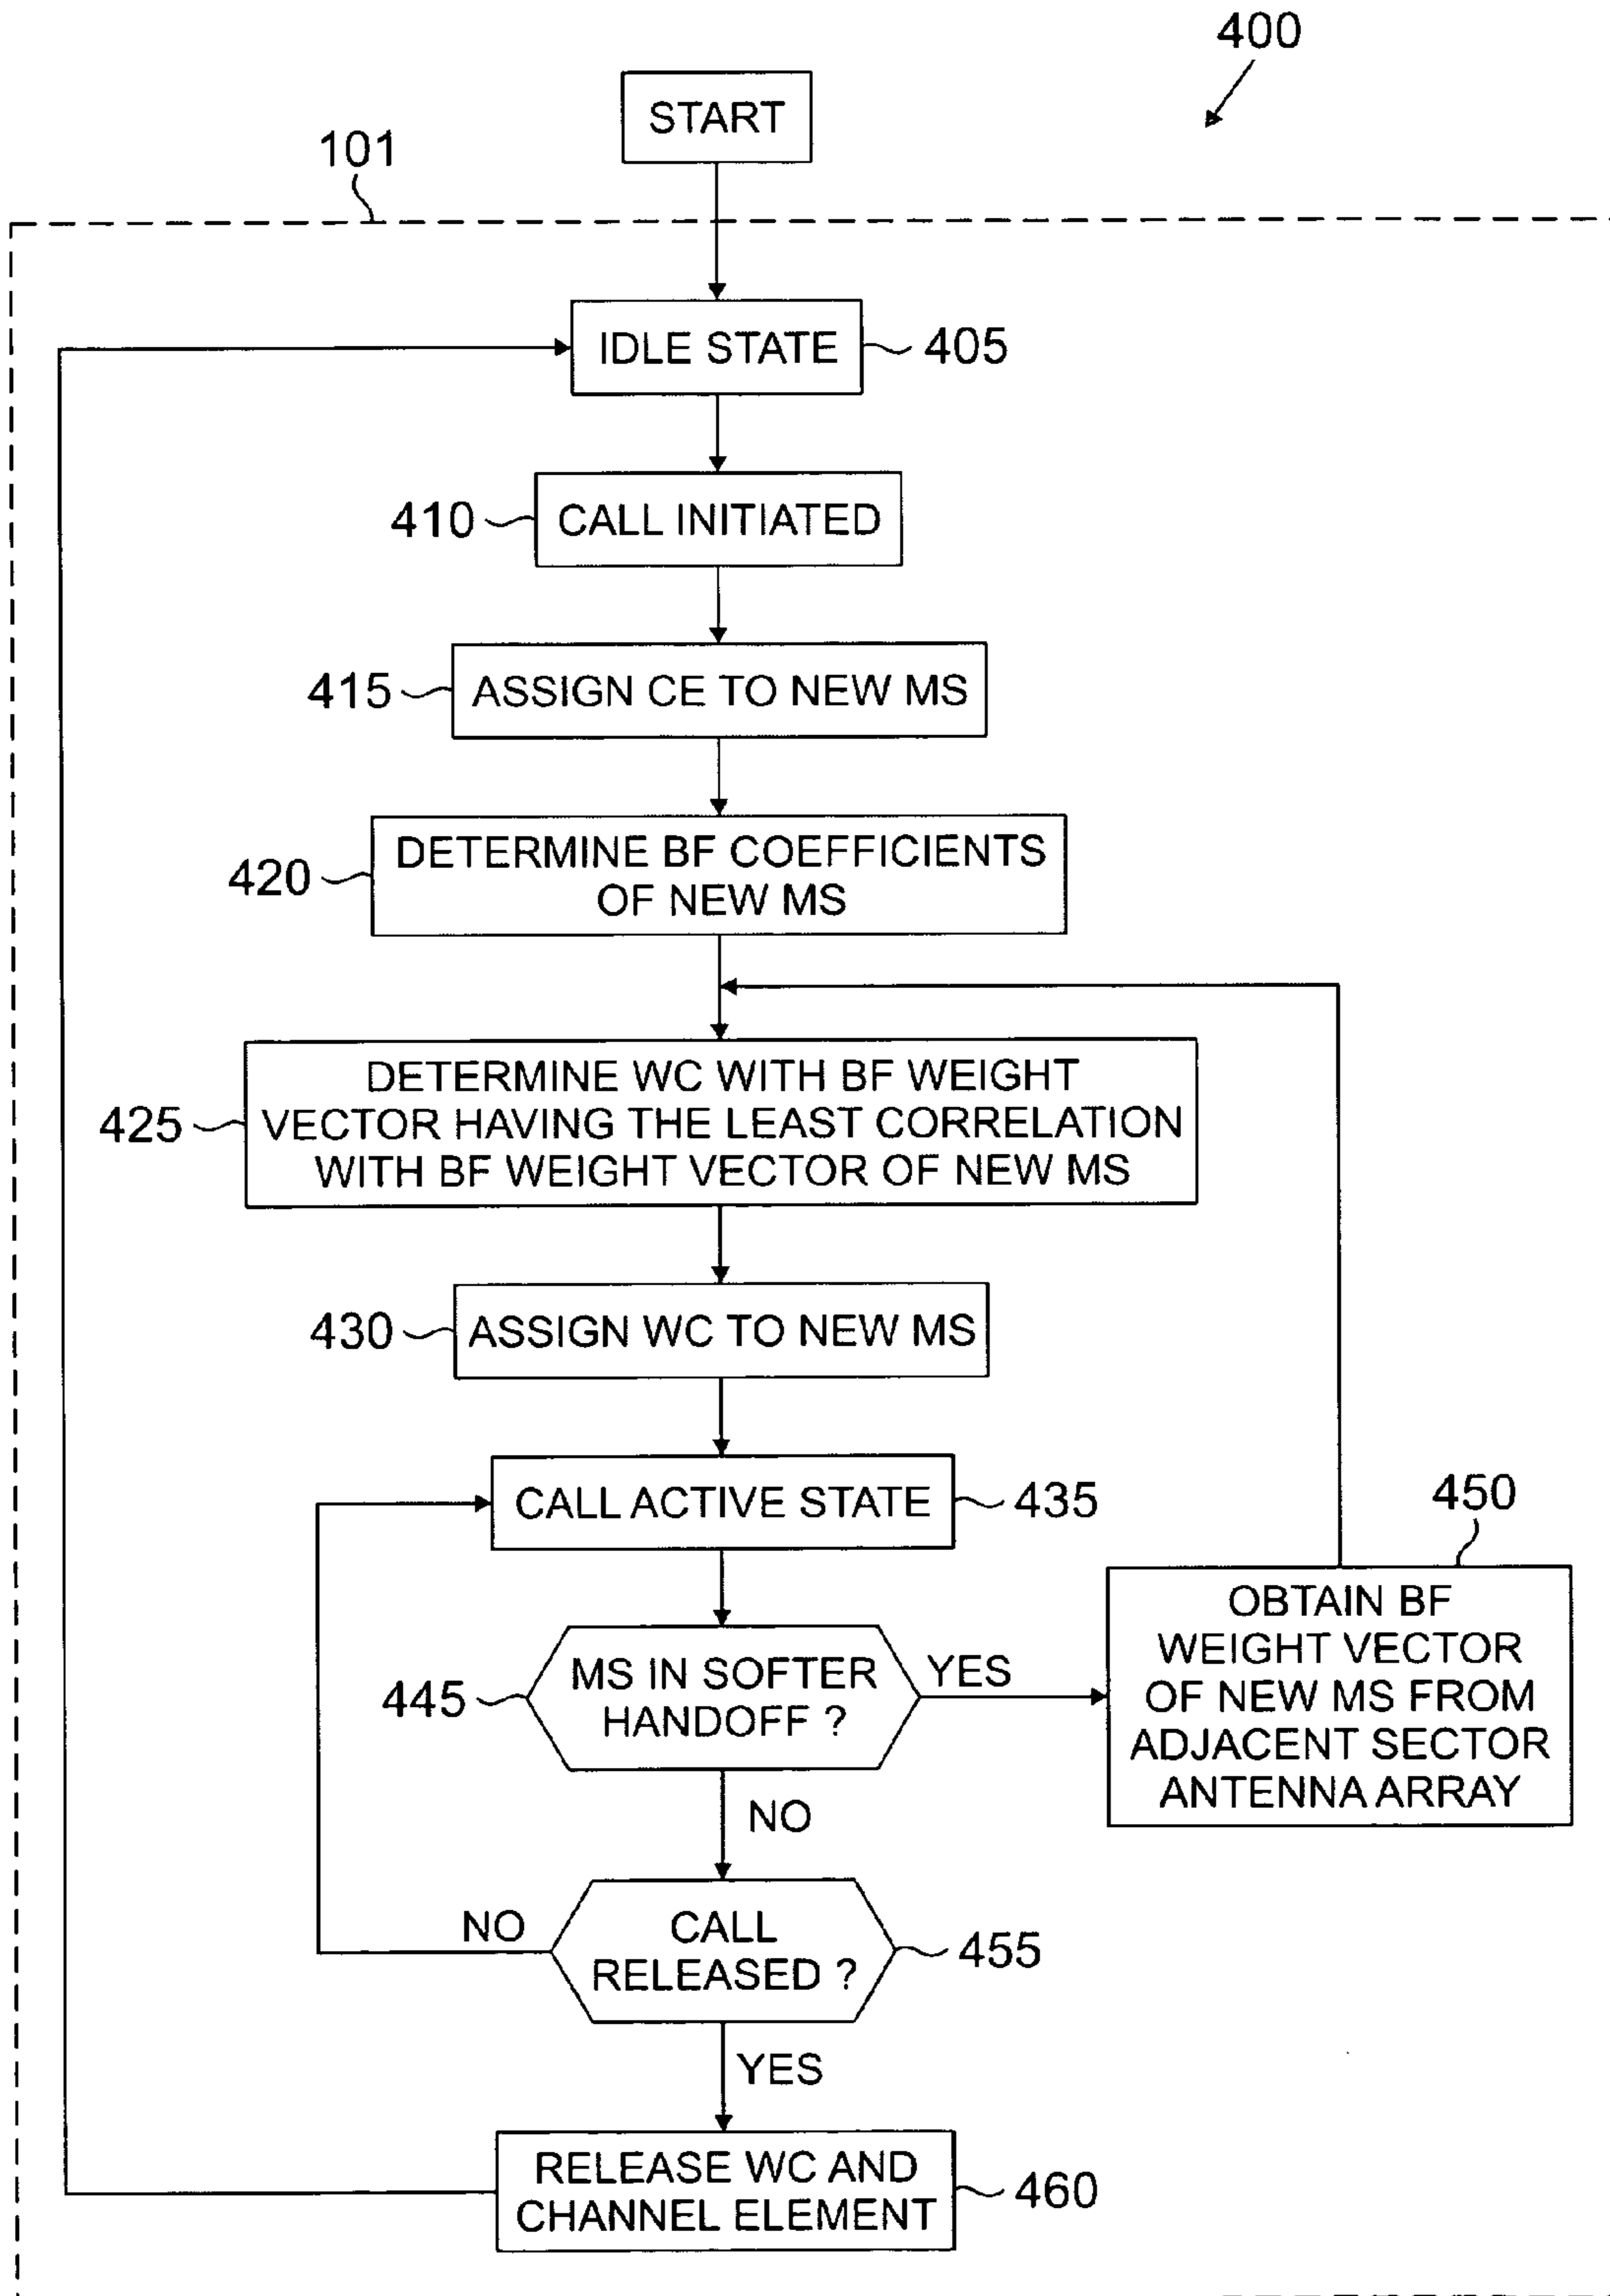 400
START
101
IDLE STATE
405
410
CALL INITIATED
415
ASSIGN CE TO NEW MS
420
DETERMINE BF COEFFICIENTS
OF NEW MS
425
DETERMINE WC WITH BF WEIGHT
VECTOR HAVING THE LEAST CORRELATION
WITH BF WEIGHT VECTOR OF NEW MS
430
ASSIGN WC TO NEW MS
CALL ACTIVE STATE
435
445
MS IN SOFTER
HANDOFF ?
YES
NO
450
OBTAIN BF
WEIGHT VECTOR
OF NEW MS FROM
ADJACENT SECTOR
ANTENNA ARRAY
NO
CALL
RELEASED ?
455
YES
RELEASE WC AND
CHANNEL ELEMENT
460